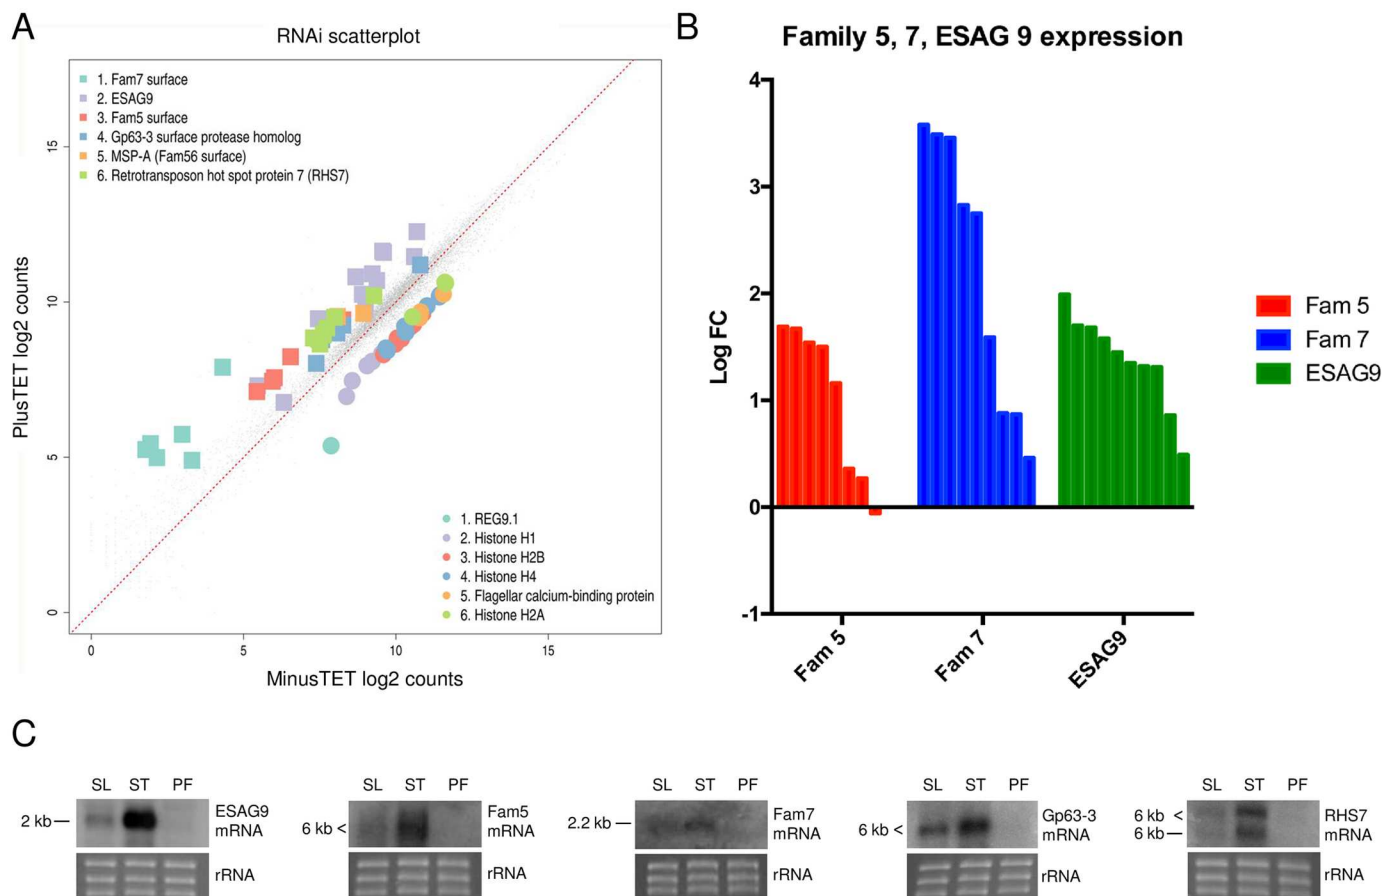 A
RNAi scatterplot
1. Fam7 surface
2. ESAG9
3. Fam5 surface
4. Gp63-3 surface protease homolog
5. MSP-A (Fam56 surface)
6. Retrotransposon hot spot protein 7 (RHS7)
15
10
5
0
PlusTET log2 counts
1. REG9.1
2. Histone H1
3. Histone H2B
4. Histone H4
5. Flagellar calcium-binding protein
6. Histone H2A
0 5 10 15
MinusTET log2 counts
B
Family 5, 7, ESAG 9 expression
4
3
2
1
0
-1
Log FC
Fam 5
Fam 7
ESAG9
Fam 5
Fam 7
ESAG9
C
SL ST PF
2 kb
ESAG9
mRNA
rRNA
SL ST PF
6 kb <
Fam5
mRNA
rRNA
SL ST PF
2.2 kb
Fam7
mRNA
rRNA
SL ST PF
6 kb <
Gp63-3
mRNA
rRNA
SL ST PF
6 kb <
6 kb
RHS7
mRNA
rRNA